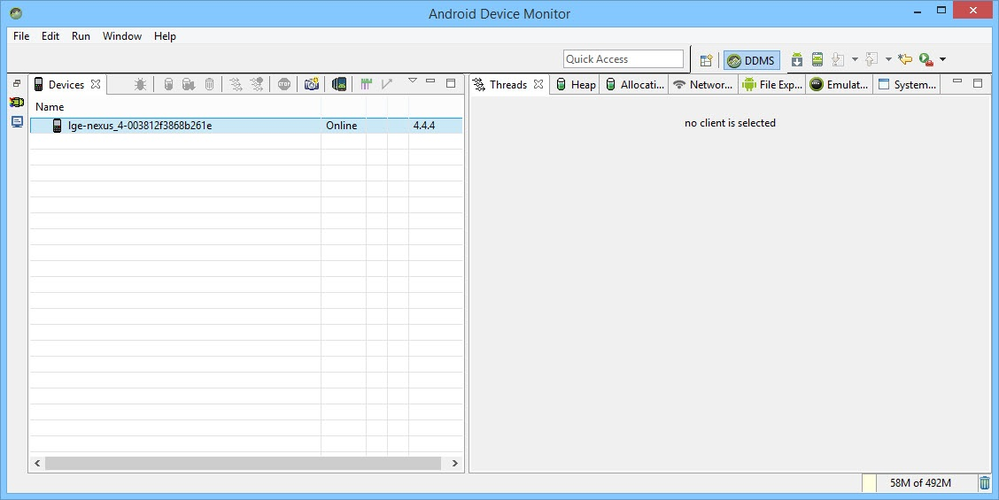 Android Device Monitor
File Edit Run Window Help
Quick Access DDMS
Devices Threads Heap Allocati... Networ... File Exp... Emulat... System...
Name
lge-nexus_4-003812f3868b261e Online 4.4.4
no client is selected
58M of 492M